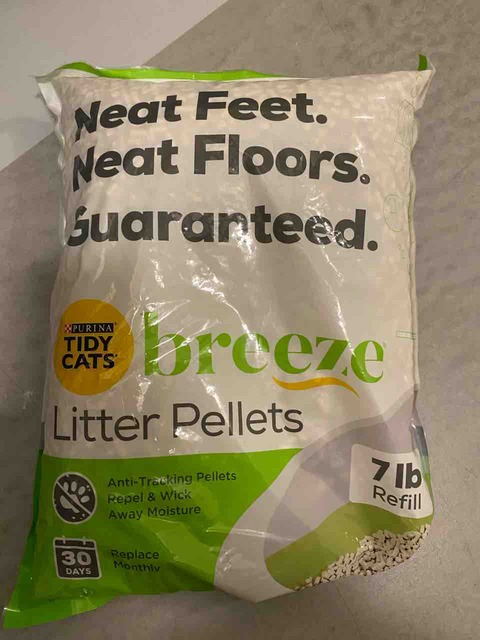 Neat Feet.
Neat Floors.
Guaranteed.
PURINA
TIDY
CATS
breeze
Litter Pellets
7 lb
Refill
Anti-Tracking Pellets
Repel & Wick
Away Moisture
30
DAYS
Replace
Monthly